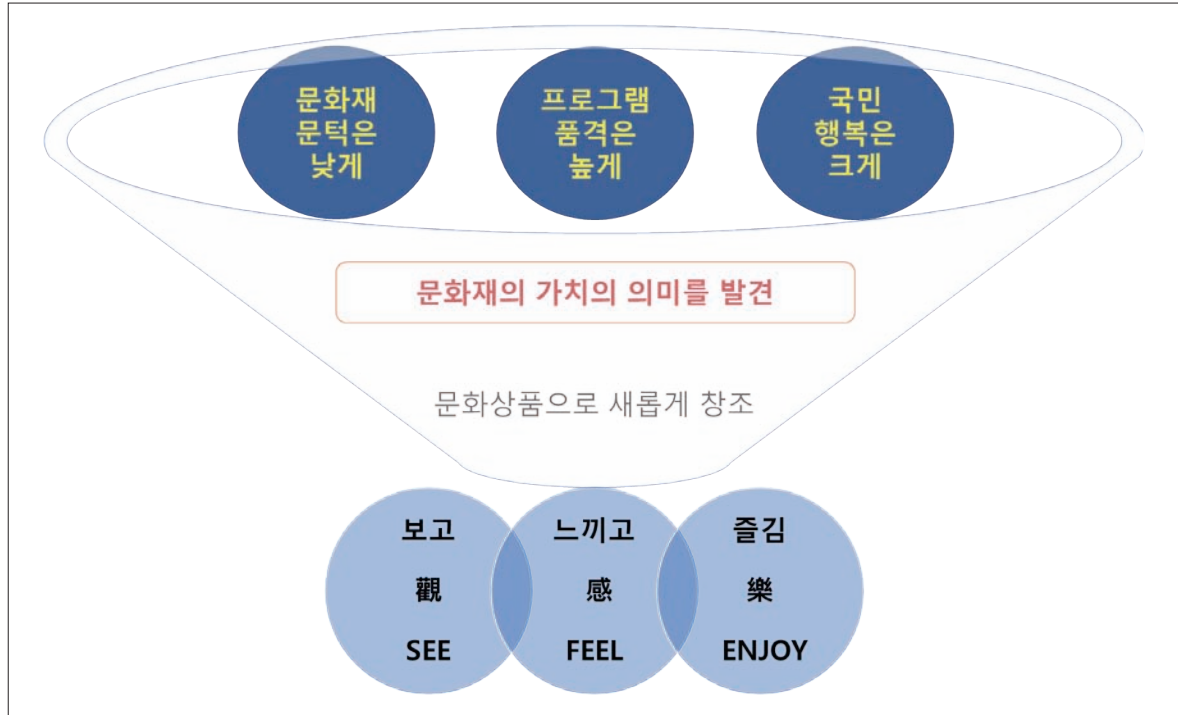 문화재
문턱은
낮게
프로그램
품격은
높게
국민
행복은
크게
문화재의 가치의 의미를 발견
문화상품으로 새롭게 창조
보고
觀
SEE
느끼고
感
FEEL
즐김
樂
ENJOY